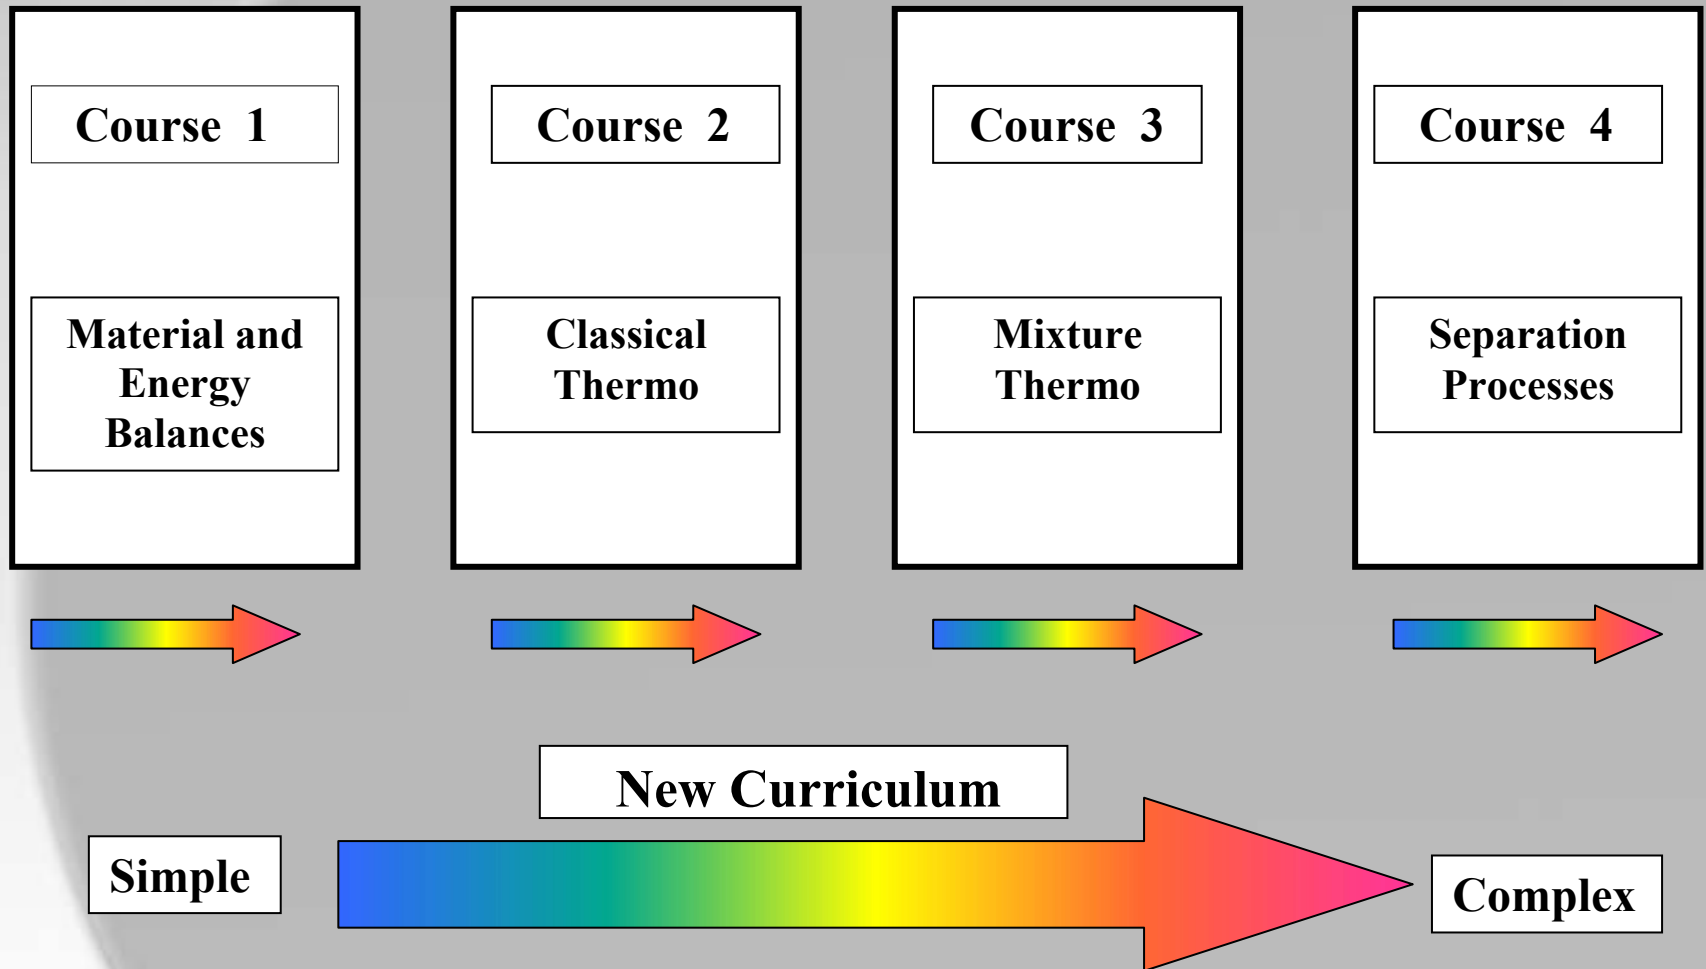 Course 1
Course 2
Course 3
Course 4
Material and
Energy
Balances
Classical
Thermo
Mixture
Thermo
Separation
Processes
New Curriculum
Simple
Complex